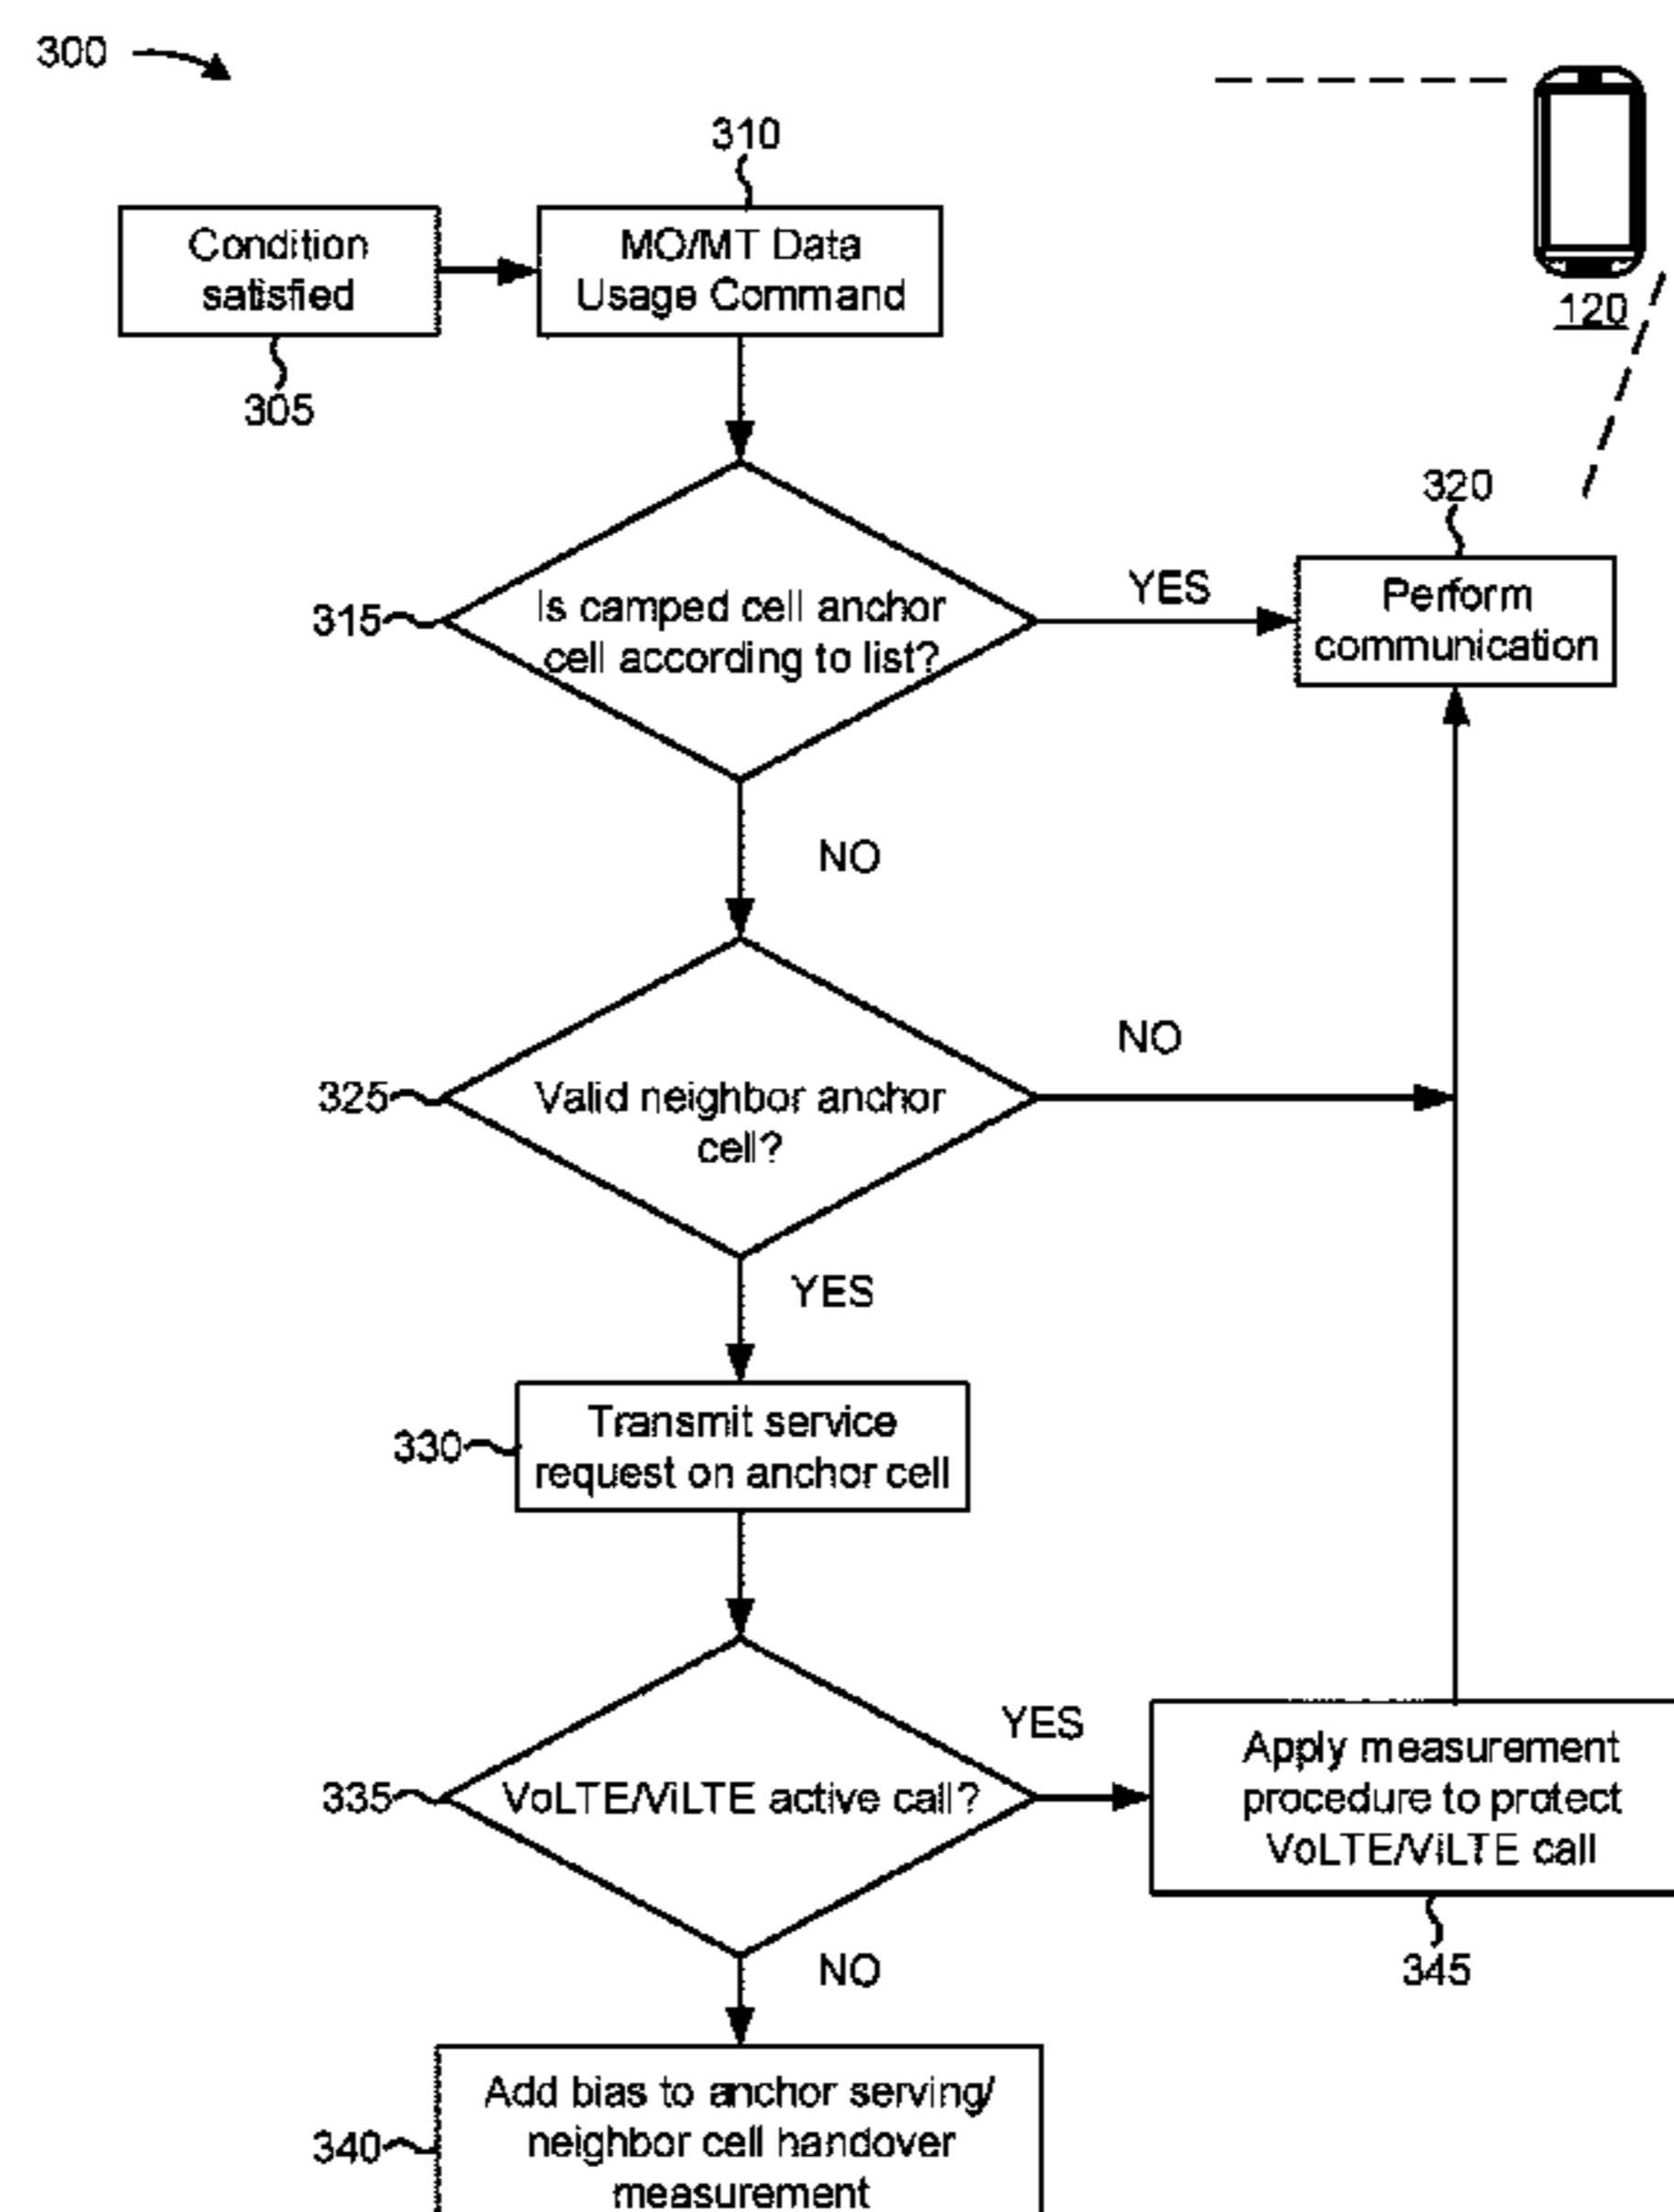 300
310
Condition
satisfied
MO/MT Data
Usage Command
305
120
320
315
Is camped cell anchor
cell according to list?
YES
Perform
communication
NO
325
Valid neighbor anchor
cell?
NO
YES
330
Transmit service
request on anchor cell
335
VoLTE/ViLTE active call?
YES
Apply measurement
procedure to protect
VoLTE/ViLTE call
345
NO
340
Add bias to anchor serving/
neighbor cell handover
measurement